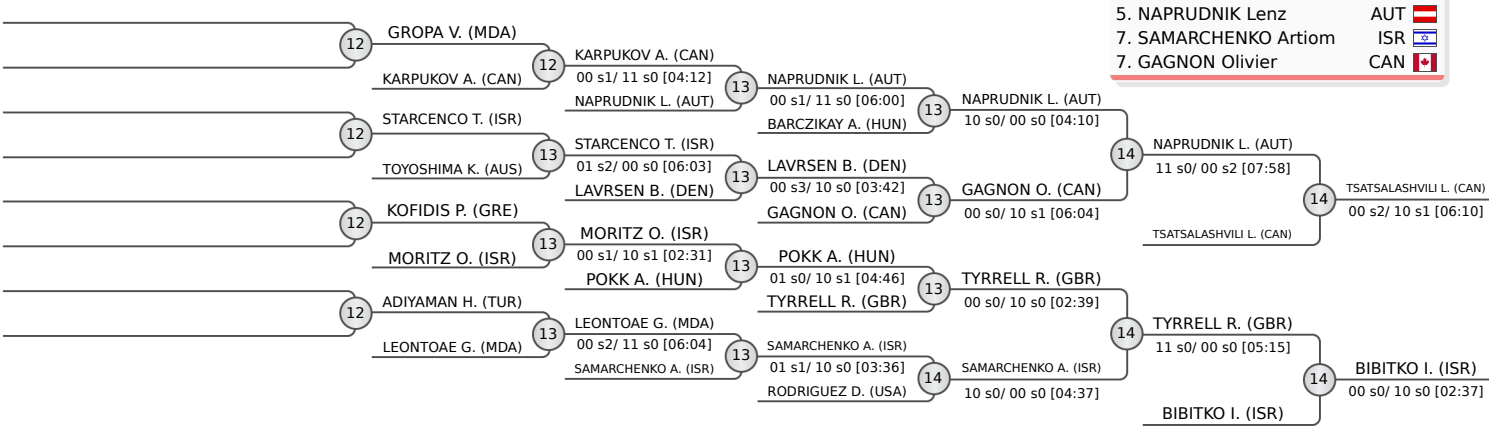 5. NAPRUDNIK Lenz AUT
7. SAMARCHENKO Artiom ISR
7. GAGNON Olivier CAN
12
GROPA V. (MDA)
KARPUKOV A. (CAN)
12
STARCENCO T. (ISR)
TOYOSHIMA K. (AUS)
12
KOFIDIS P. (GRE)
MORITZ O. (ISR)
12
ADIYAMAN H. (TUR)
LEONTOAE G. (MDA)
12
KARPUKOV A. (CAN)
00 s1/ 11 s0 [04:12]
NAPRUDNIK L. (AUT)
13
STARCENCO T. (ISR)
01 s2/ 00 s0 [06:03]
LAVRSEN B. (DEN)
13
MORITZ O. (ISR)
00 s1/ 10 s1 [02:31]
POKK A. (HUN)
13
LEONTOAE G. (MDA)
00 s2/ 11 s0 [06:04]
SAMARCHENKO A. (ISR)
13
NAPRUDNIK L. (AUT)
00 s1/ 11 s0 [06:00]
BARCZIKAY A. (HUN)
13
LAVRSEN B. (DEN)
00 s3/ 10 s0 [03:42]
GAGNON O. (CAN)
13
POKK A. (HUN)
01 s0/ 10 s1 [04:46]
TYRRELL R. (GBR)
13
SAMARCHENKO A. (ISR)
01 s1/ 10 s0 [03:36]
RODRIGUEZ D. (USA)
13
NAPRUDNIK L. (AUT)
10 s0/ 00 s0 [04:10]
13
GAGNON O. (CAN)
00 s0/ 10 s1 [06:04]
13
TYRRELL R. (GBR)
00 s0/ 10 s0 [02:39]
14
SAMARCHENKO A. (ISR)
10 s0/ 00 s0 [04:37]
14
NAPRUDNIK L. (AUT)
11 s0/ 00 s2 [07:58]
TSATSALASHVILI L. (CAN)
14
TYRRELL R. (GBR)
11 s0/ 00 s0 [05:15]
BIBITKO I. (ISR)
14
TSATSALASHVILI L. (CAN)
00 s2/ 10 s1 [06:10]
14
BIBITKO I. (ISR)
00 s0/ 10 s0 [02:37]